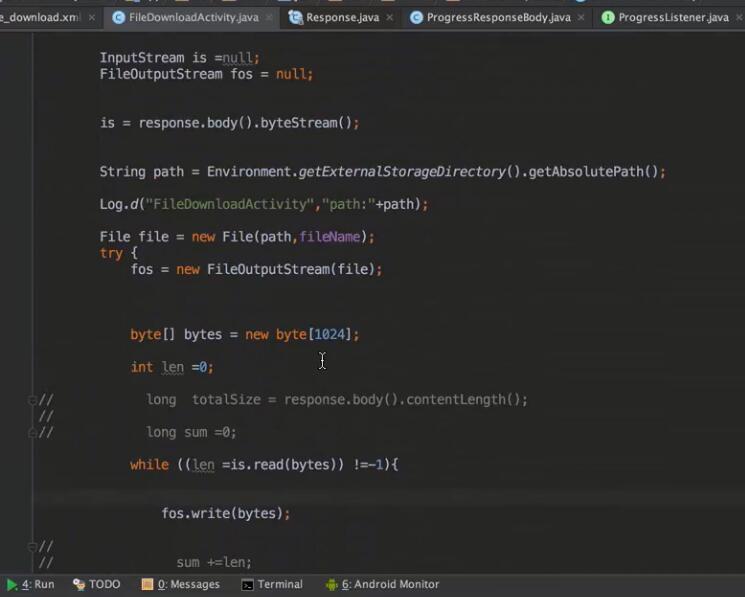 e_download.xml FileDownloadActivity.java Response.java ProgressResponseBody.java ProgressListener.java
InputStream is =null;
FileOutputStream fos = null;
is = response.body().byteStream();
String path = Environment.getExternalStorageDirectory().getAbsolutePath();
Log.d("FileDownloadActivity","path:"+path);
File file = new File(path,fileName);
try {
fos = new FileOutputStream(file);
byte[] bytes = new byte[1024];
int len =0;
// long totalSize = response.body().contentLength();
//
// long sum =0;
while ((len =is.read(bytes)) !=-1){
fos.write(bytes);
//
// sum +=len;
4: Run TODO 0: Messages Terminal 6: Android Monitor